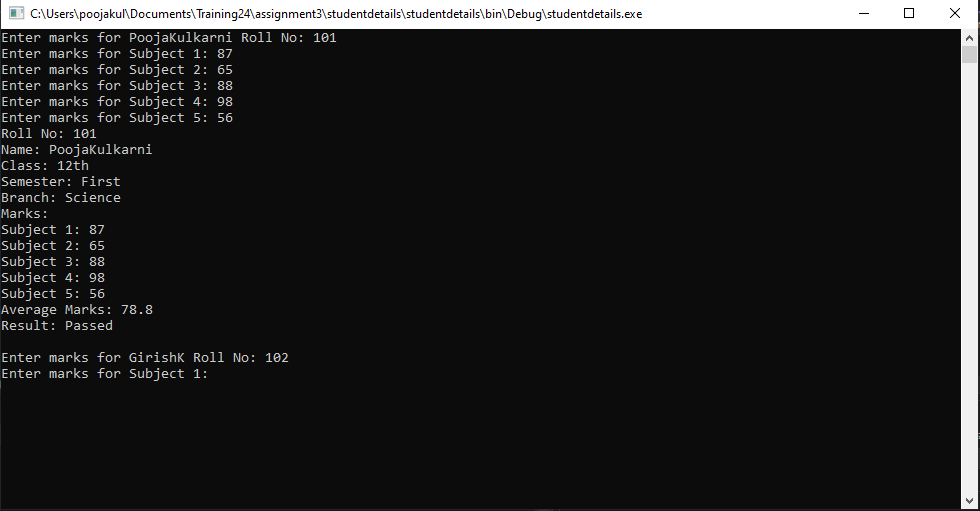 C:\Users\poojakul\Documents\Training24\assignment3\studentdetails\studentdetails\bin\Debug\studentdetails.exe
Enter marks for PoojaKulkarni Roll No: 101
Enter marks for Subject 1: 87
Enter marks for Subject 2: 65
Enter marks for Subject 3: 88
Enter marks for Subject 4: 98
Enter marks for Subject 5: 56
Roll No: 101
Name: PoojaKulkarni
Class: 12th
Semester: First
Branch: Science
Marks:
Subject 1: 87
Subject 2: 65
Subject 3: 88
Subject 4: 98
Subject 5: 56
Average Marks: 78.8
Result: Passed
Enter marks for GirishK Roll No: 102
Enter marks for Subject 1: